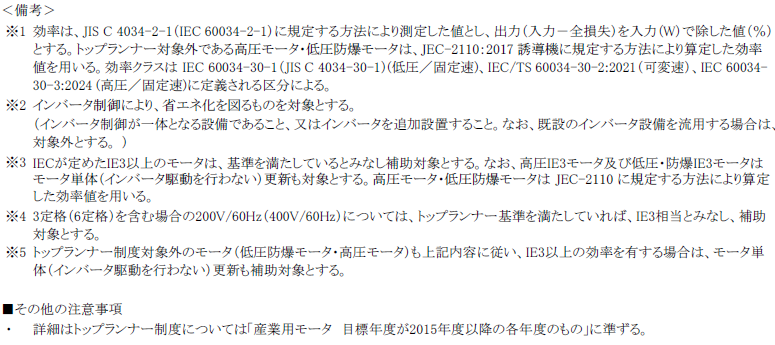 ＜備考＞
※1 効率は、JIS C 4034-2-1(IEC 60034-2-1)に規定する方法により測定した値とし、出力(入力－全損失)を入力(W)で除した値(％)
とする。トップランナー対象外である高圧モータ・低圧防爆モータは、JEC-2110：2017 誘導機に規定する方法により算定した効率
値を用いる。効率クラスは IEC 60034-30-1(JIS C 4034-30-1)(低圧／固定速)、IEC/TS 60034-30-2:2021(可変速)、IEC 60034-
30-3:2024(高圧／固定速)に定義される区分による。
※2 インバータ制御により、省エネ化を図るものを対象とする。
(インバータ制御が一体となる設備であること、又はインバータを追加設置すること。なお、既設のインバータ設備を流用する場合は、
対象外とする。)
※3 IECが定めたIE3以上のモータは、基準を満たしているとみなし補助対象とする。なお、高圧IE3モータ及び低圧・防爆IE3モータは
モータ単体(インバータ駆動を行わない)更新も対象とする。高圧モータ・低圧防爆モータは JEC-2110 に規定する方法により算定
した効率値を用いる。
※4 3定格(6定格)を含む場合の200V/60Hz(400V/60Hz)については、トップランナー基準を満たしていれば、IE3相当とみなし、補助
対象とする。
※5 トップランナー制度対象外のモータ(低圧防爆モータ・高圧モータ)も上記内容に従い、IE3以上の効率を有する場合は、モータ単
体(インバータ駆動を行わない)更新も補助対象とする。
■その他の注意事項
・ 詳細はトップランナー制度については「産業用モータ 目標年度が2015年度以降の各年度のもの」に準ずる。